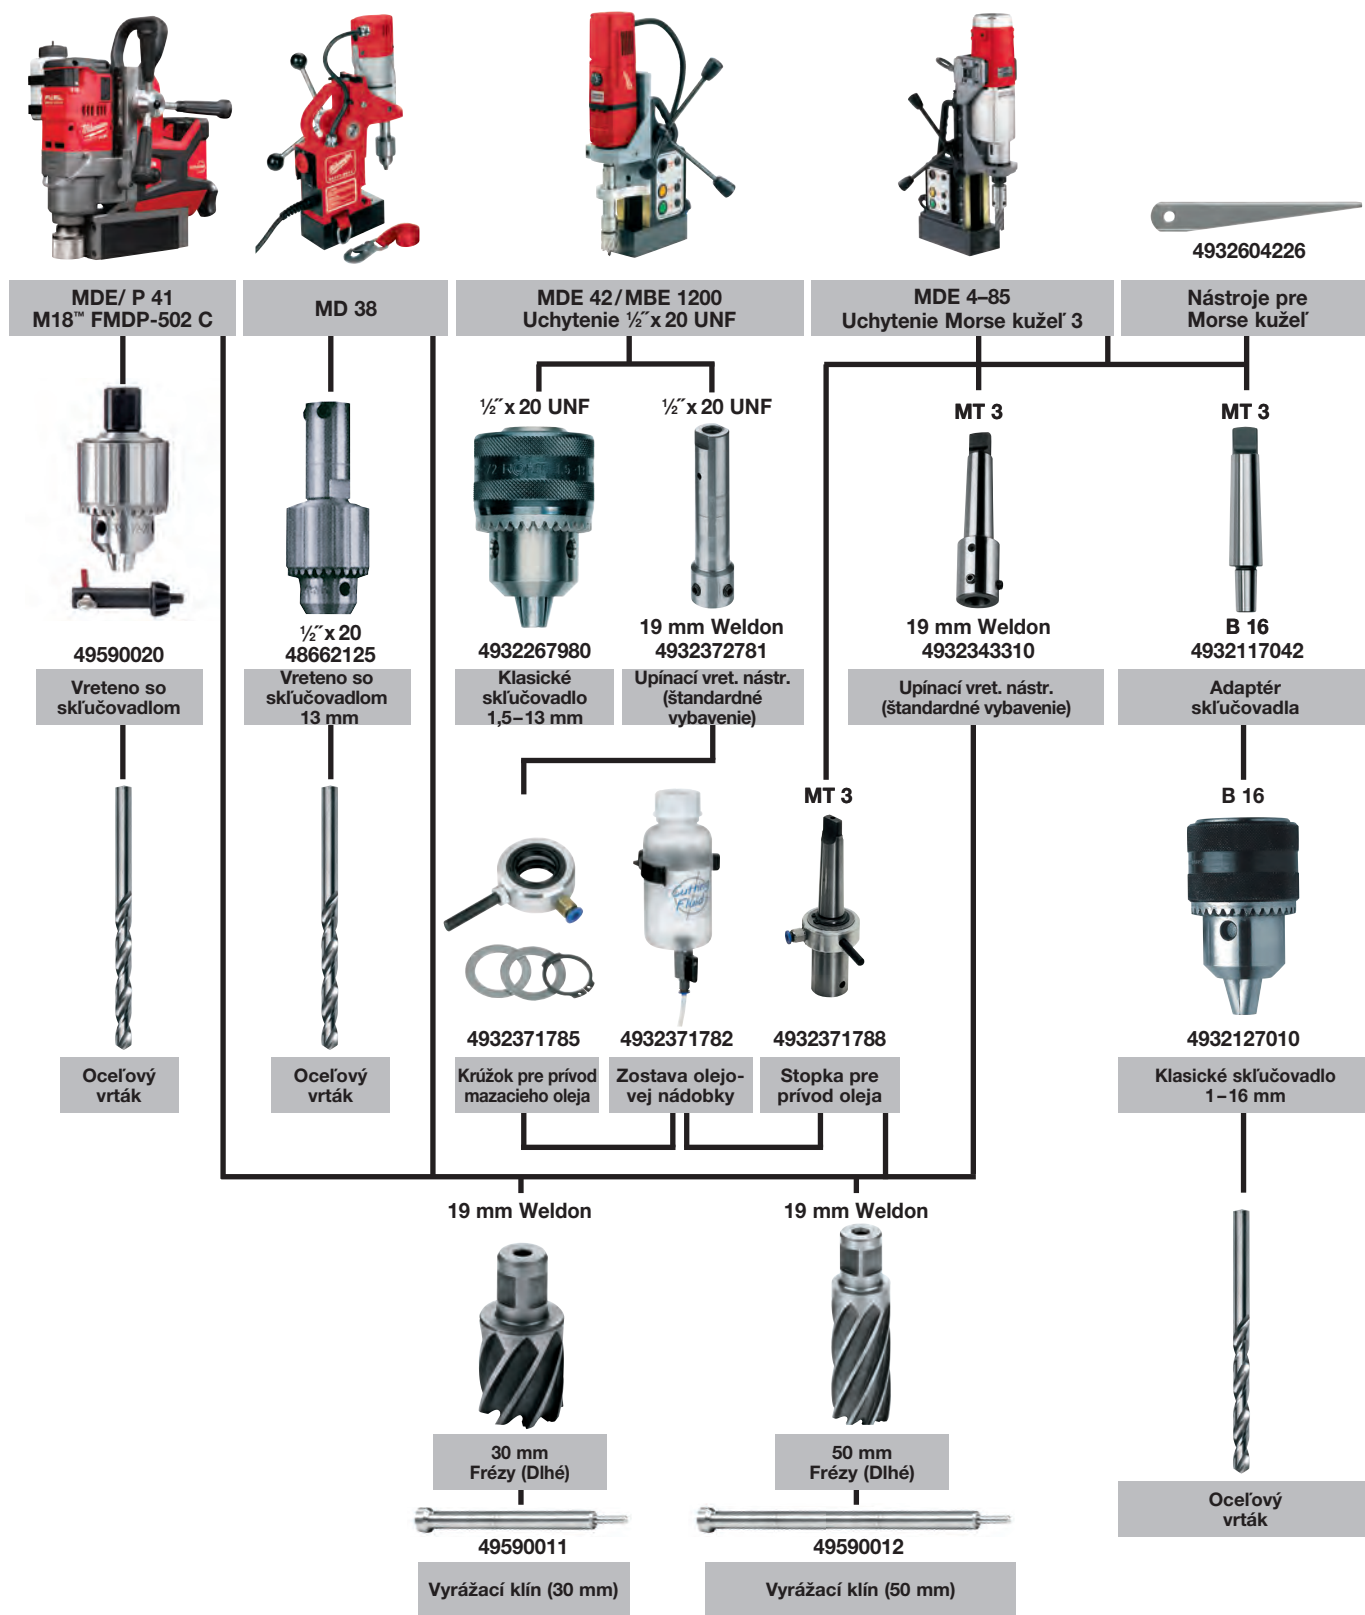 4932604226
MDE/ P 41
M18™ FMDP-502 C
MD 38
MDE 42/MBE 1200
Uchytenie ½˝x 20 UNF
MDE 4–85
Uchytenie Morse kužeľ 3
Nástroje pre
Morse kužeľ
½˝x 20 UNF
½˝x 20 UNF
MT 3
MT 3
49590020
½˝x 20
48662125
4932267980
19 mm Weldon
4932372781
19 mm Weldon
4932343310
B 16
4932117042
Vreteno so
skľučovadlom
Vreteno so
skľučovadlom
13 mm
Klasické
skľučovadlo
1,5–13 mm
Upínací vret. nástr.
(štandardné
vybavenie)
Upínací vret. nástr.
(štandardné vybavenie)
Adaptér
skľučovadla
MT 3
B 16
Cutting
Fluid
4932371785
4932371782
4932371788
4932127010
Oceľový
vrták
Oceľový
vrták
Krúžok pre prívod
mazacieho oleja
Zostava olejo-
vej nádobky
Stopka pre
prívod oleja
Klasické skľučovadlo
1–16 mm
19 mm Weldon
19 mm Weldon
30 mm
Frézy (Dlhé)
50 mm
Frézy (Dlhé)
Oceľový
vrták
49590011
49590012
Vyrážací klín (30 mm)
Vyrážací klín (50 mm)